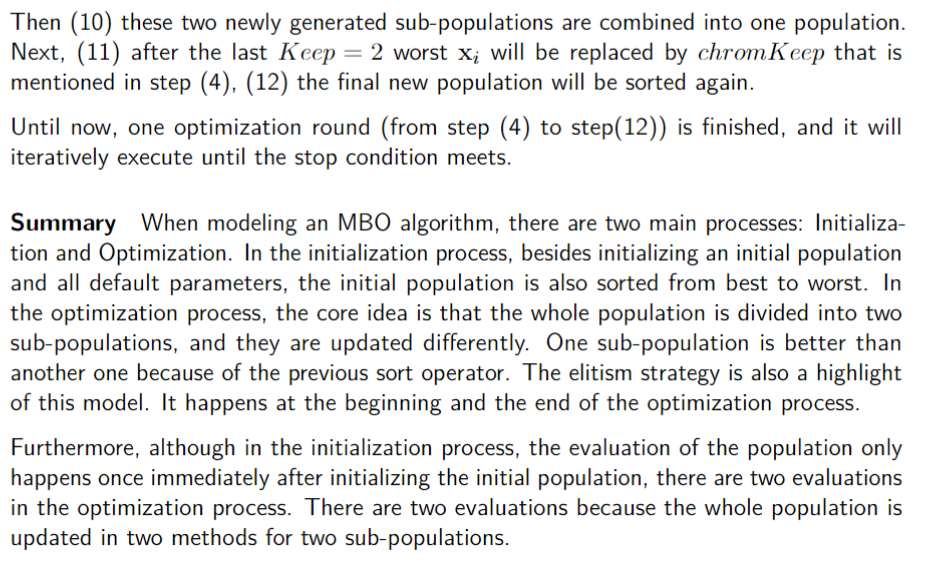 Then (10) these two newly generated sub-populations are combined into one population.
Next, (11) after the last Keep = 2 worst xᵢ will be replaced by chromKeep that is
mentioned in step (4), (12) the final new population will be sorted again.
Until now, one optimization round (from step (4) to step(12)) is finished, and it will
iteratively execute until the stop condition meets.
Summary When modeling an MBO algorithm, there are two main processes: Initializa-
tion and Optimization. In the initialization process, besides initializing an initial population
and all default parameters, the initial population is also sorted from best to worst. In
the optimization process, the core idea is that the whole population is divided into two
sub-populations, and they are updated differently. One sub-population is better than
another one because of the previous sort operator. The elitism strategy is also a highlight
of this model. It happens at the beginning and the end of the optimization process.
Furthermore, although in the initialization process, the evaluation of the population only
happens once immediately after initializing the initial population, there are two evaluations
in the optimization process. There are two evaluations because the whole population is
updated in two methods for two sub-populations.